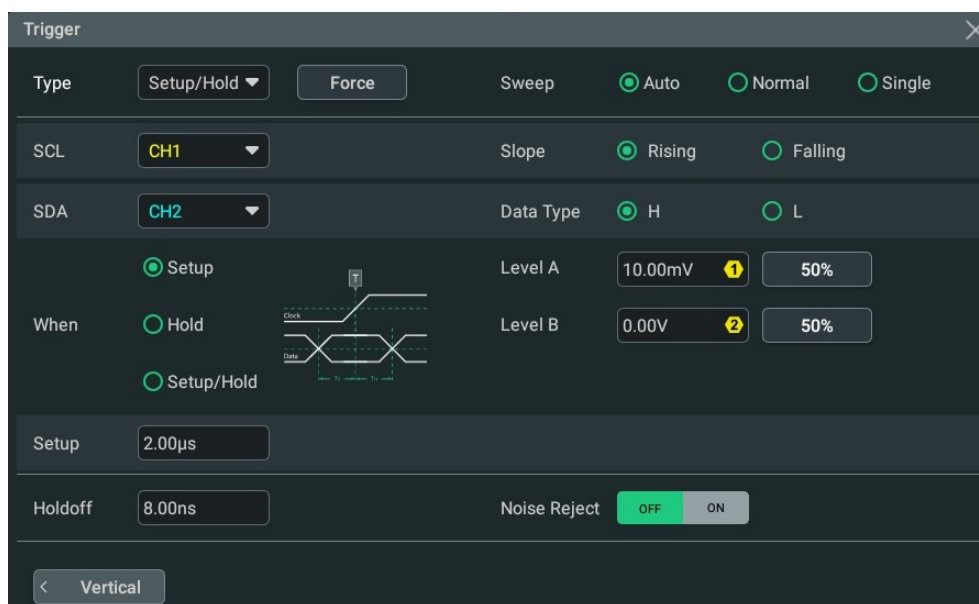 Trigger
Type Setup/Hold Force Sweep Auto Normal Single
SCL CH1 Slope Rising Falling
SDA CH2 Data Type H L
Setup T Level A 10.00mV 1 50%
Clock
When Hold Level B 0.00V 2 50%
Data
Setup/Hold
Setup 2.00µs
Holdoff 8.00ns Noise Reject OFF ON
< Vertical